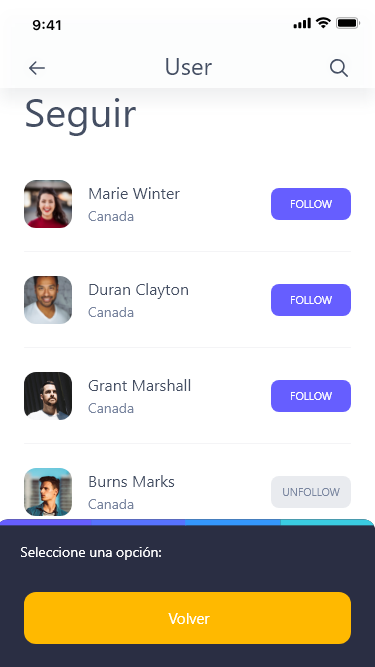 9:41
User
Seguir
Marie Winter
Canada
FOLLOW
Duran Clayton
Canada
FOLLOW
Grant Marshall
Canada
FOLLOW
Burns Marks
Canada
UNFOLLOW
Seleccione una opción:
Volver